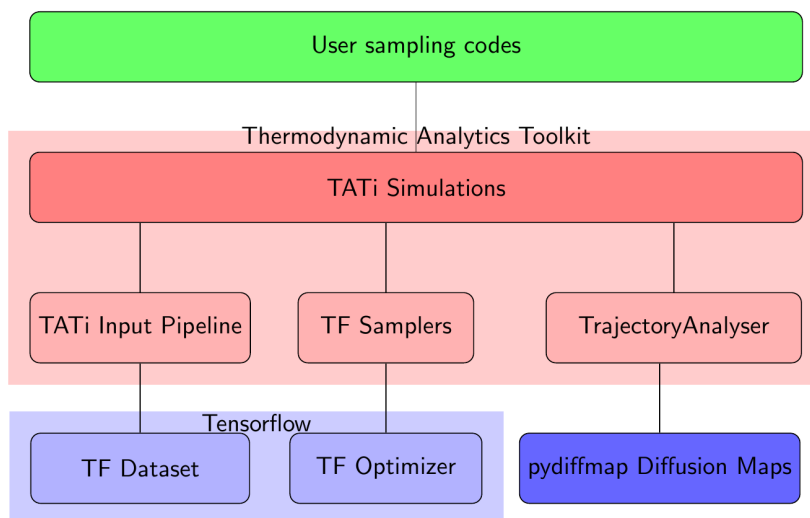 User sampling codes
Thermodynamic Analytics Toolkit
TATi Simulations
TATi Input Pipeline
TF Samplers
TrajectoryAnalyser
Tensorflow
TF Dataset
TF Optimizer
pydiffmap Diffusion Maps